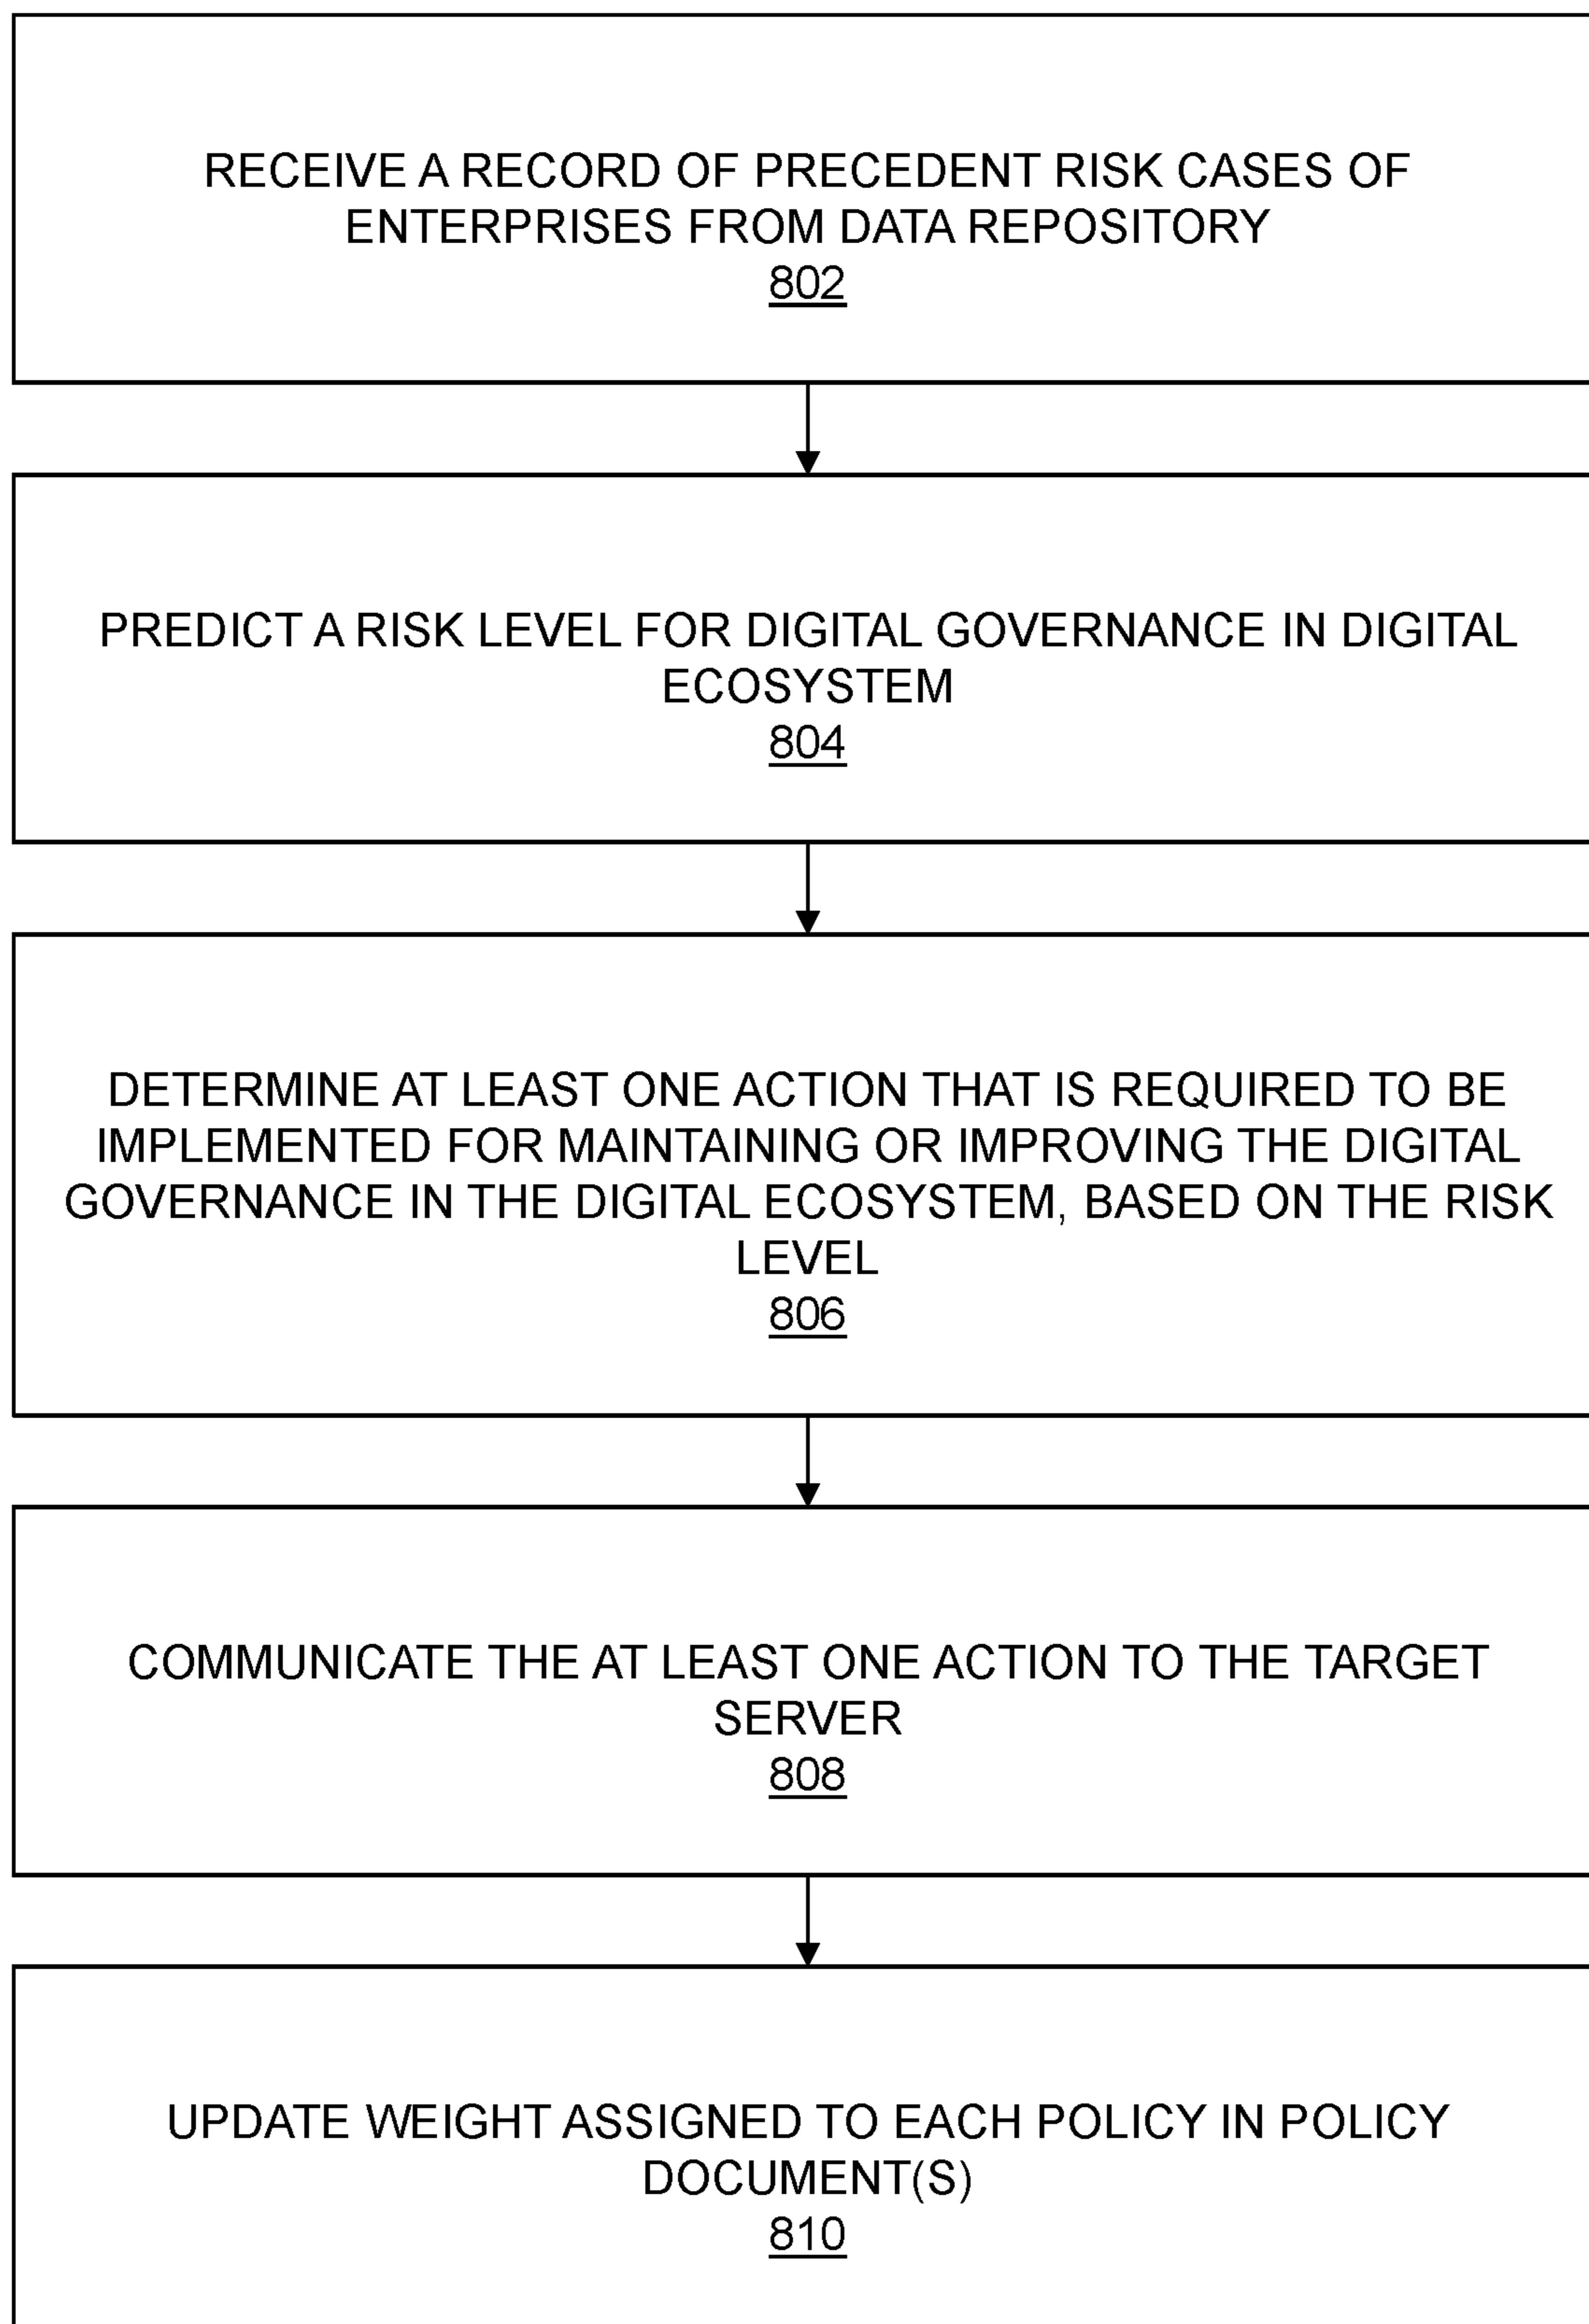 RECEIVE A RECORD OF PRECEDENT RISK CASES OF
ENTERPRISES FROM DATA REPOSITORY
802
PREDICT A RISK LEVEL FOR DIGITAL GOVERNANCE IN DIGITAL
ECOSYSTEM
804
DETERMINE AT LEAST ONE ACTION THAT IS REQUIRED TO BE
IMPLEMENTED FOR MAINTAINING OR IMPROVING THE DIGITAL
GOVERNANCE IN THE DIGITAL ECOSYSTEM, BASED ON THE RISK
LEVEL
806
COMMUNICATE THE AT LEAST ONE ACTION TO THE TARGET
SERVER
808
UPDATE WEIGHT ASSIGNED TO EACH POLICY IN POLICY
DOCUMENT(S)
810